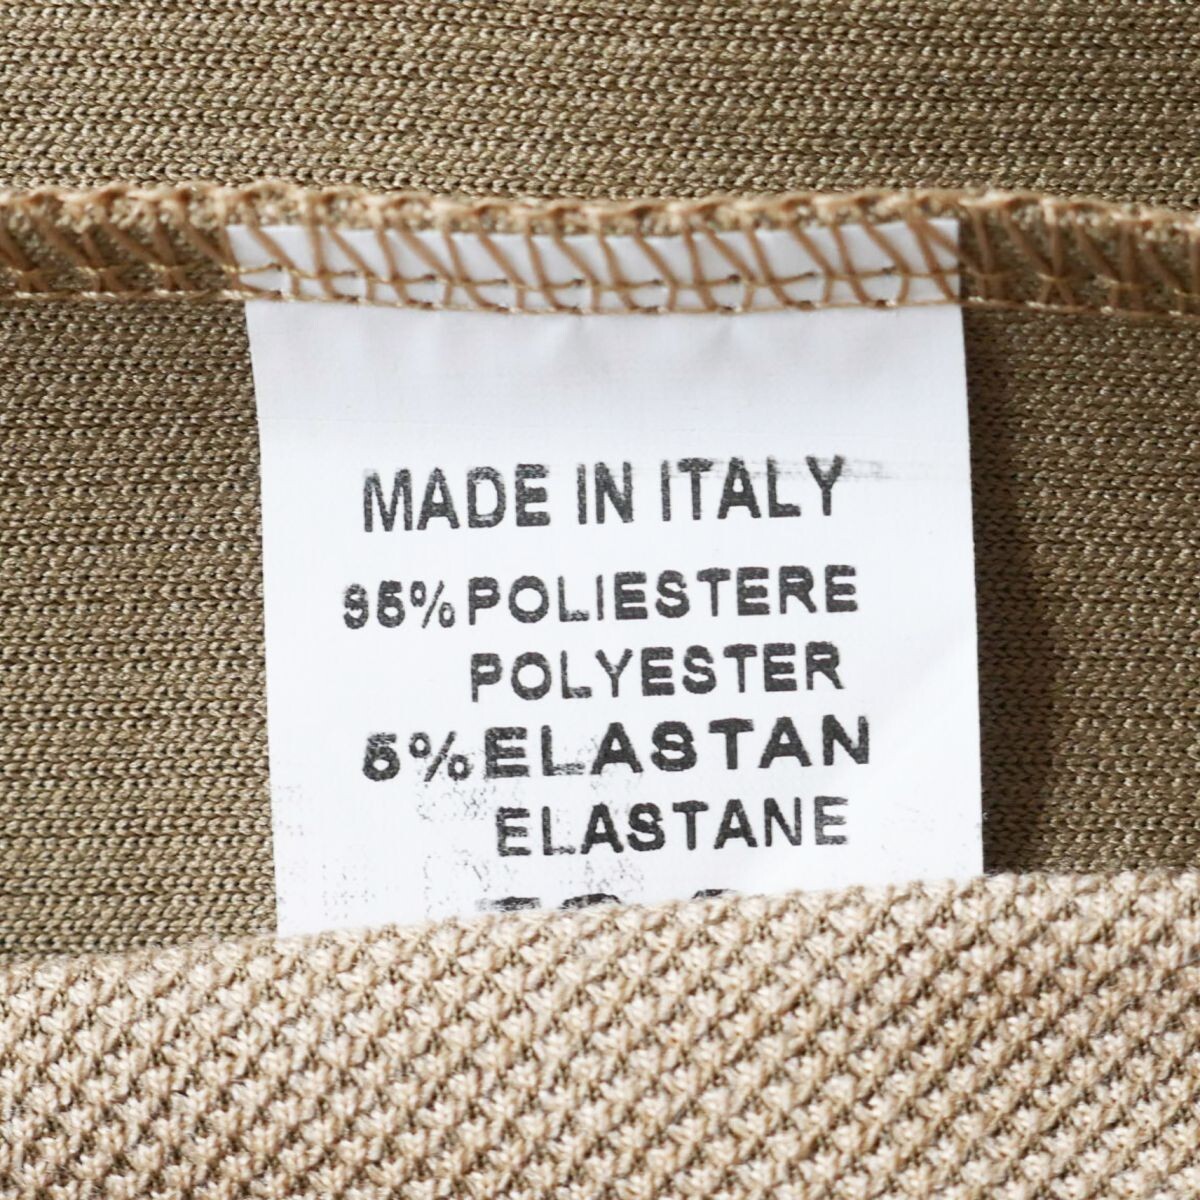 MADE IN ITALY
95% POLIESTERE
POLYESTER
5% ELASTAN
ELASTANE